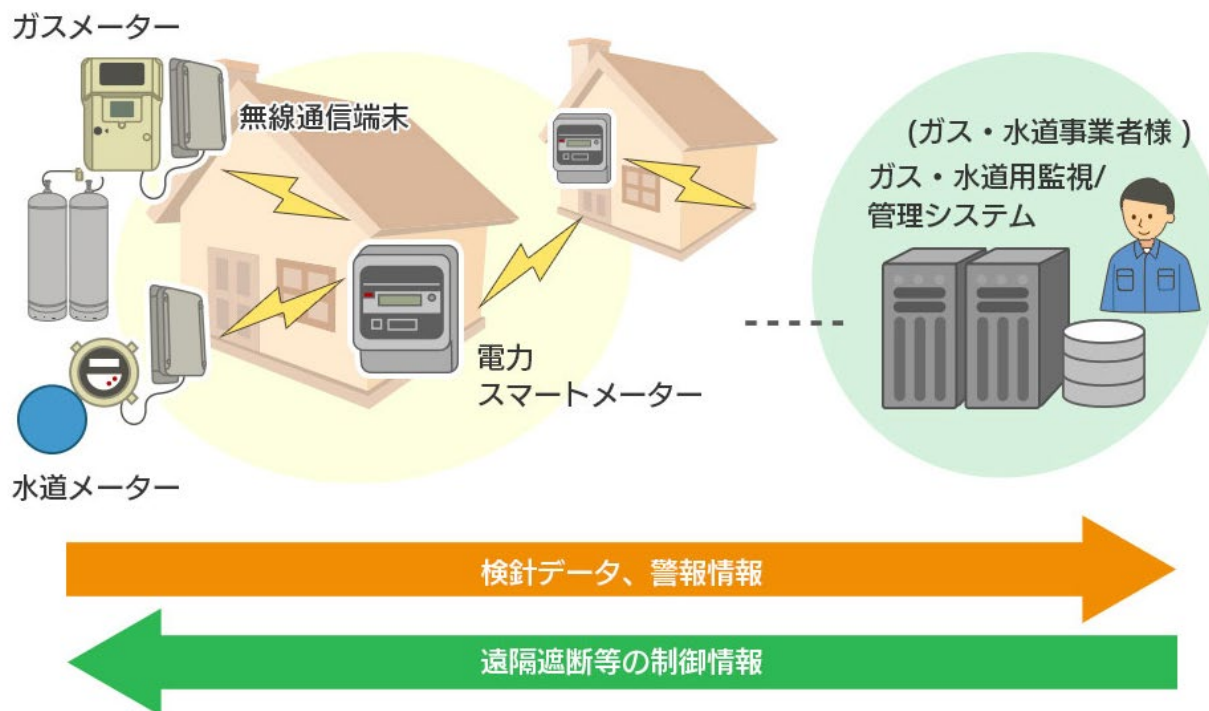 ガスメーター
無線通信端末
(ガス・水道事業者様 )
ガス・水道用監視/
管理システム
電力
スマートメーター
水道メーター
検針データ、警報情報
遠隔遮断等の制御情報